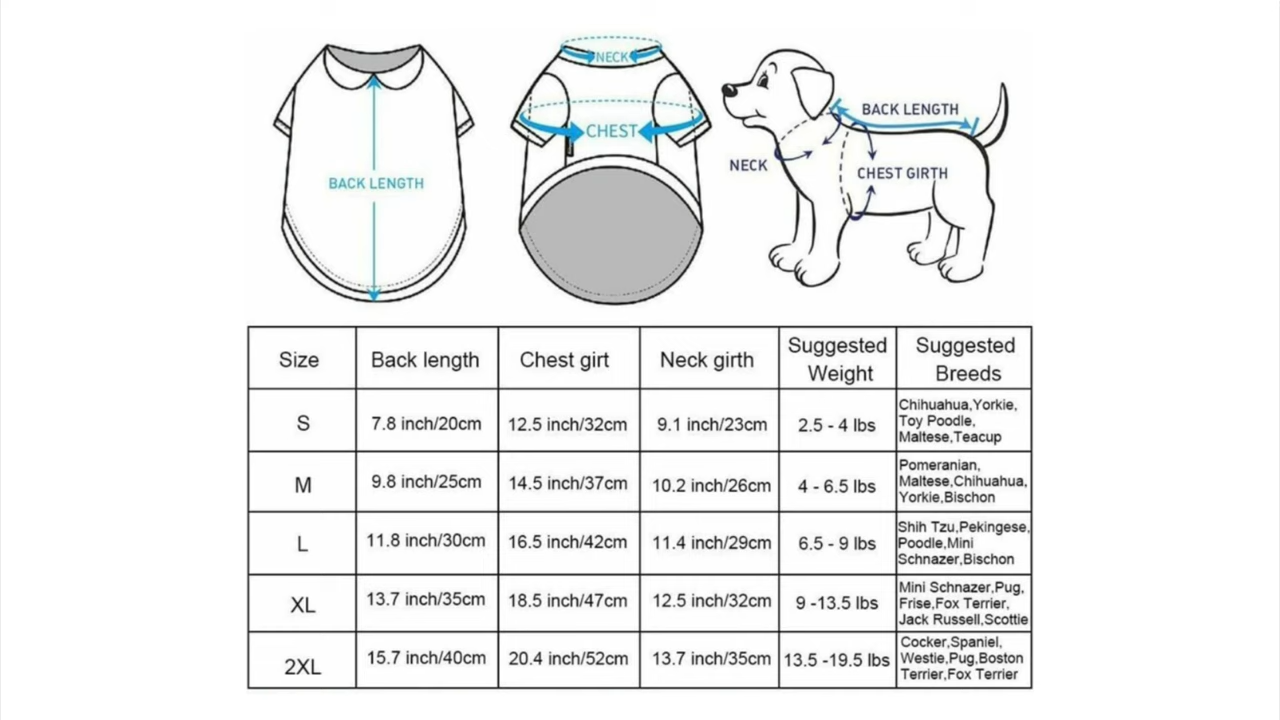 BACK LENGTH
NECK
CHEST
BACK LENGTH
NECK
CHEST GIRTH
Size
Back length
Chest girt
Neck girth
Suggested
Weight
Suggested
Breeds
S
7.8 inch/20cm
12.5 inch/32cm
9.1 inch/23cm
2.5 - 4 lbs
Chihuahua,Yorkie,
Toy Poodle,
Maltese,Teacup
M
9.8 inch/25cm
14.5 inch/37cm
10.2 inch/26cm
4 - 6.5 lbs
Pomeranian,
Maltese,Chihuahua,
Yorkie,Bischon
L
11.8 inch/30cm
16.5 inch/42cm
11.4 inch/29cm
6.5 - 9 lbs
Shih Tzu,Pekingese,
Poodle,Mini
Schnazer,Bischon
XL
13.7 inch/35cm
18.5 inch/47cm
12.5 inch/32cm
9 -13.5 lbs
Mini Schnazer,Pug,
Frise,Fox Terrier,
Jack Russell,Scottie
2XL
15.7 inch/40cm
20.4 inch/52cm
13.7 inch/35cm
13.5 -19.5 lbs
Cocker,Spaniel,
Westie,Pug,Boston
Terrier,Fox Terrier